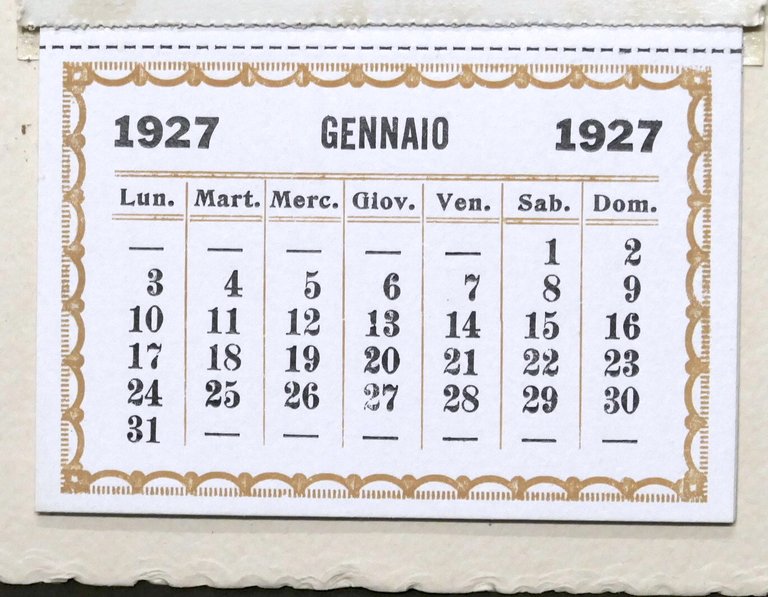 1927 GENNAIO 1927
Lun. Mart. Merc. Giov. Ven. Sab. Dom.
— — — — — 1 2
3 4 5 6 7 8 9
10 11 12 13 14 15 16
17 18 19 20 21 22 23
24 25 26 27 28 29 30
31 — — — — — —